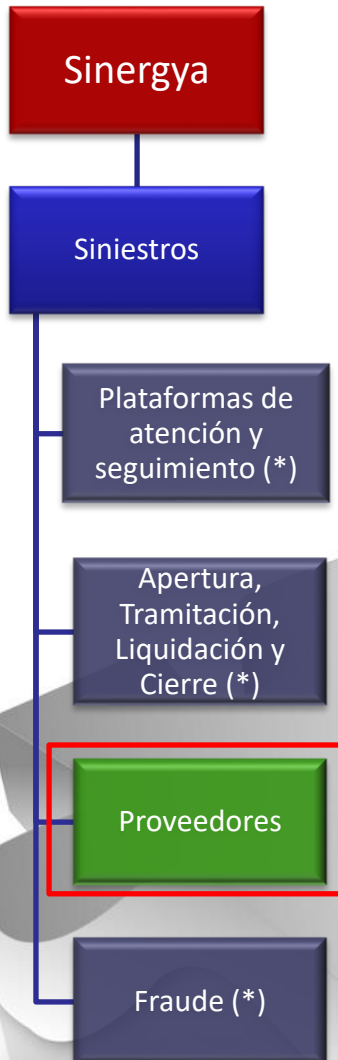 Sinergya
Siniestros
Plataformas de
atención y
seguimiento (*)
Apertura,
Tramitación,
Liquidación y
Cierre (*)
Proveedores
Fraude (*)